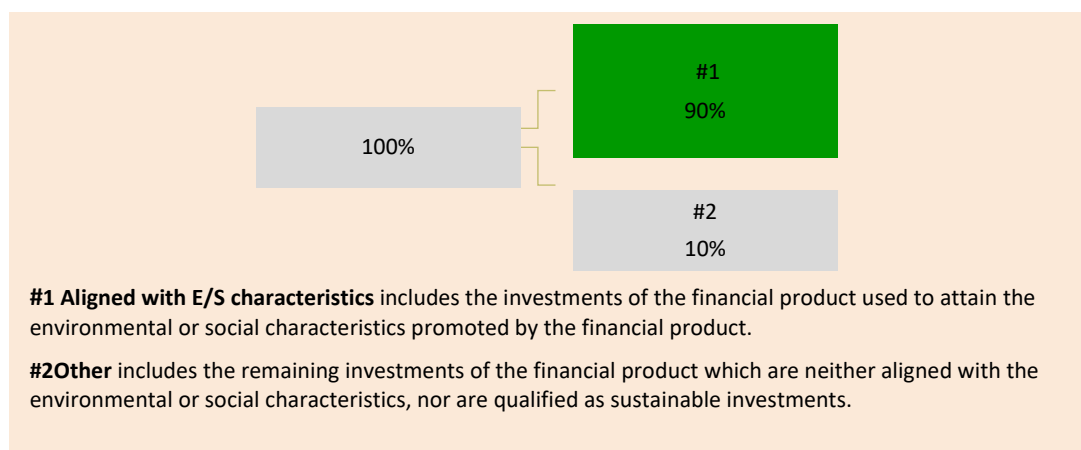 #1
90%
100%
#2
10%
#1 Aligned with E/S characteristics includes the investments of the financial product used to attain the
environmental or social characteristics promoted by the financial product.
#2Other includes the remaining investments of the financial product which are neither aligned with the
environmental or social characteristics, nor are qualified as sustainable investments.